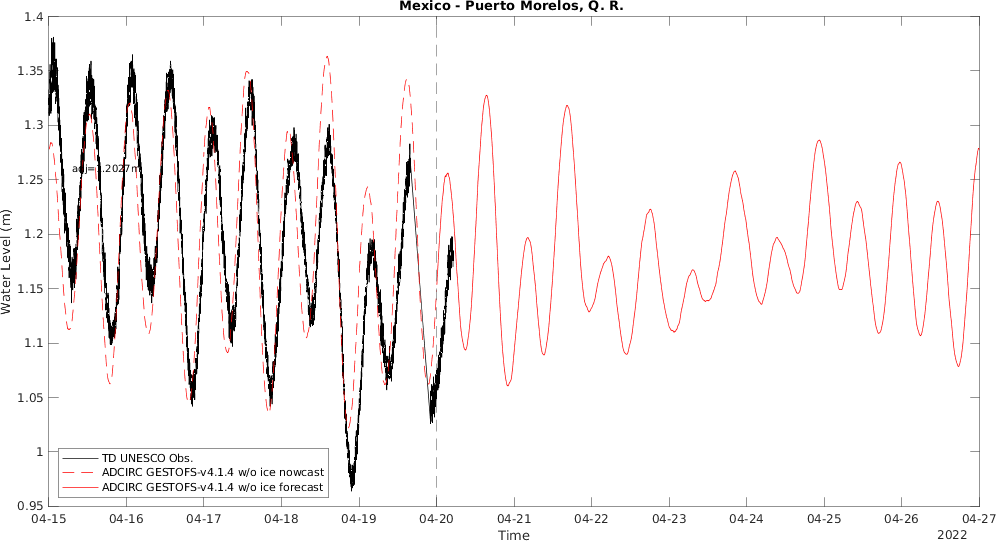 Mexico - Puerto Morelos, Q. R.
1.4
1.35
1.3
1.25
1.2
1.15
1.1
1.05
1
0.95
Water Level (m)
TD UNESCO Obs.
ADCIRC GESTOFS-v4.1.4 w/o ice nowcast
ADCIRC GESTOFS-v4.1.4 w/o ice forecast
04-15 04-16 04-17 04-18 04-19 04-20 04-21 04-22 04-23 04-24 04-25 04-26 04-27
Time
2022